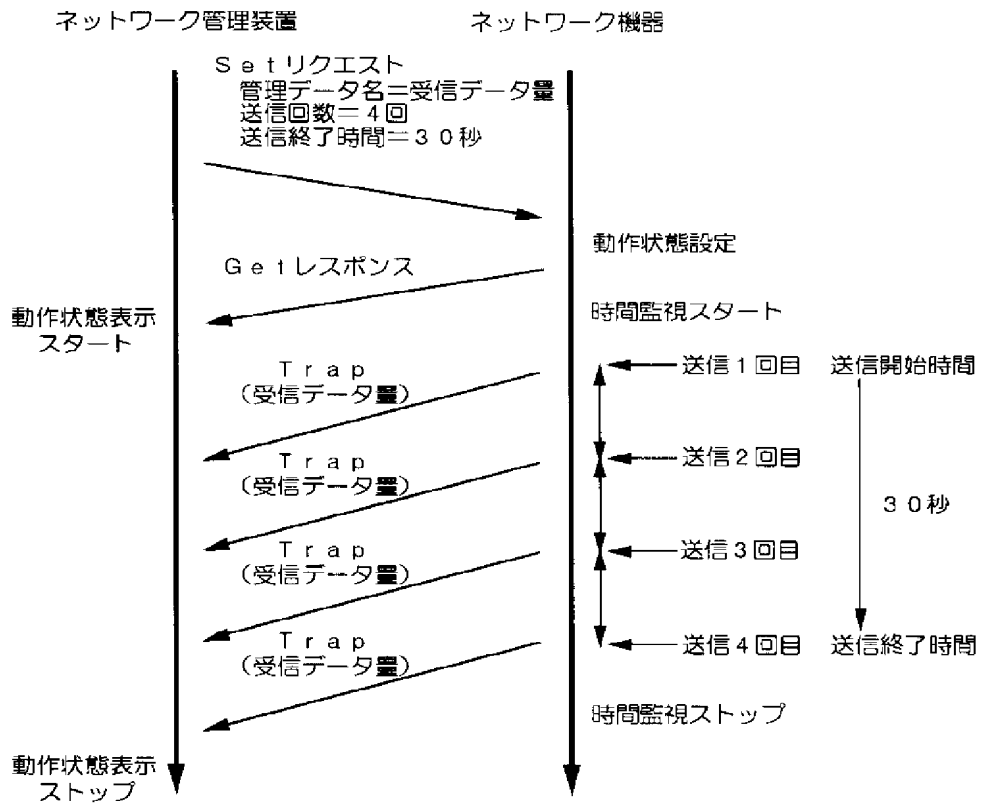 ネットワーク管理装置
ネットワーク機器
Ｓｅｔリクエスト
管理データ名＝受信データ量
送信回数＝４回
送信終了時間＝３０秒
動作状態設定
Ｇｅｔレスポンス
時間監視スタート
動作状態表示
スタート
Ｔｒａｐ
（受信データ量）
送信１回目
送信開始時間
Ｔｒａｐ
（受信データ量）
送信２回目
３０秒
Ｔｒａｐ
（受信データ量）
送信３回目
Ｔｒａｐ
（受信データ量）
送信４回目
送信終了時間
時間監視ストップ
動作状態表示
ストップ